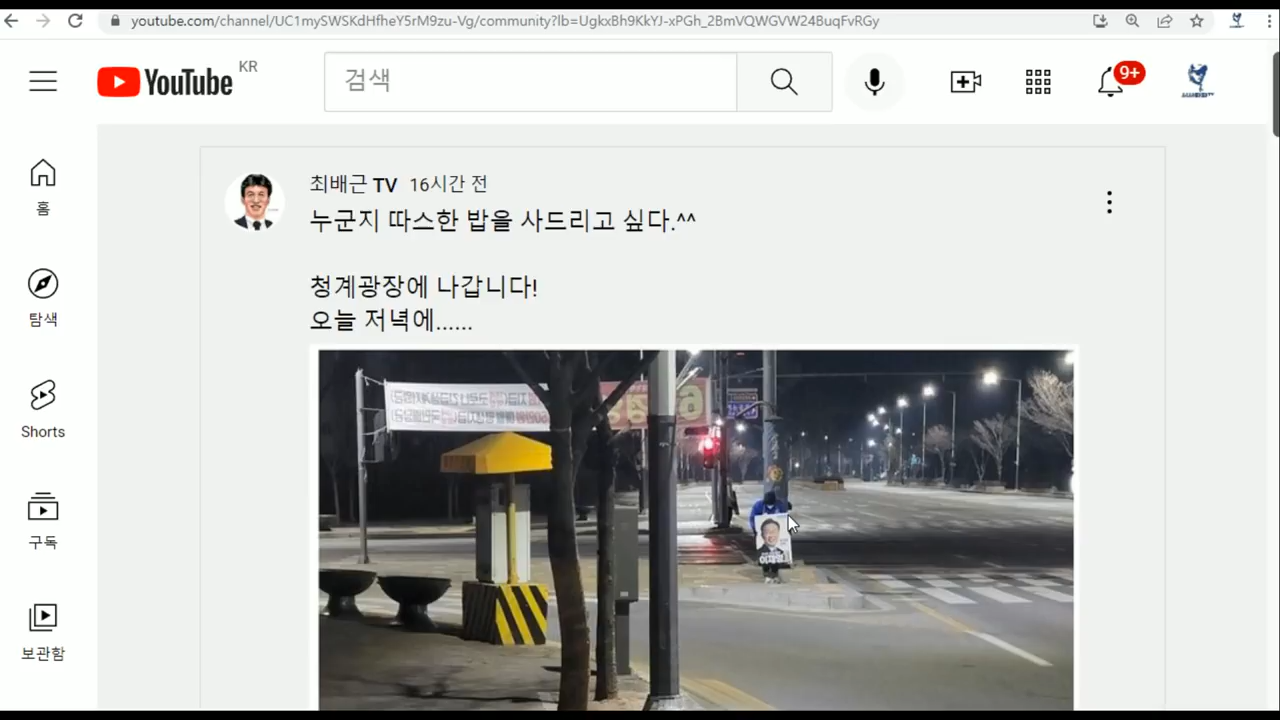 youtube.com/channel/UC1mySWSKdHfheY5rM9zu-Vg/community?lb=UgkxBh9KkYJ-xPGh_2BmVQWGVW24BuqFvRGy
YouTube KR
검색
9+
홈
탐색
Shorts
구독
보관함
최배근 TV 16시간 전
누군지 따스한 밥을 사드리고 싶다.^^
청계광장에 나갑니다!
오늘 저녁에......
이재명